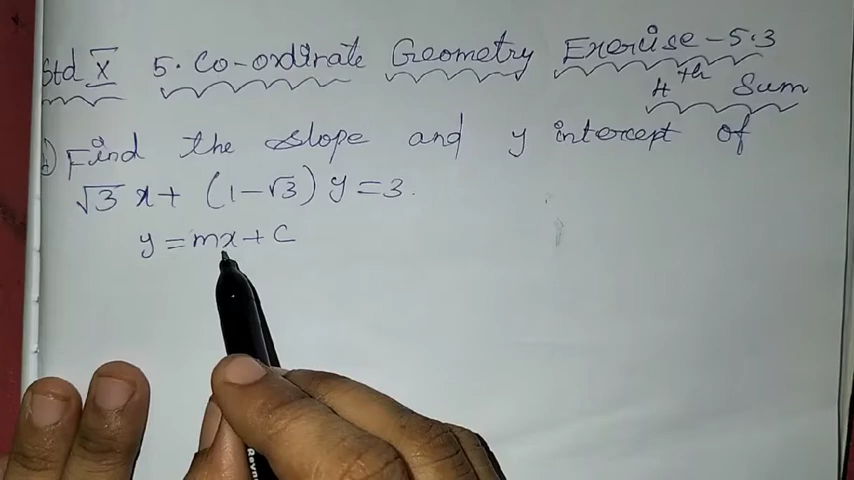 Std X 5. Co-ordinate Geometry Exercise - 5.3
4th Sum
4) Find the slope and y intercept of
√3 x + (1-√3) y = 3.
y = mx + C